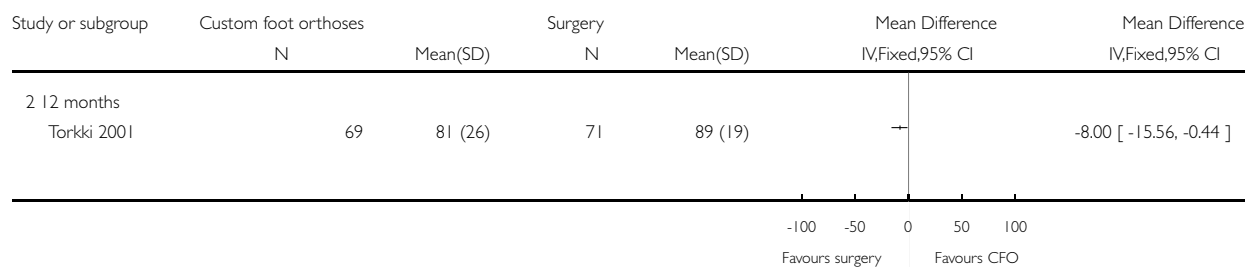 Study or subgroup Custom foot orthoses Surgery Mean Difference Mean Difference
N Mean(SD) N Mean(SD) IV,Fixed,95% CI IV,Fixed,95% CI
2 12 months
Torkki 2001 69 81 (26) 71 89 (19) -8.00 [ -15.56, -0.44 ]
-100 -50 0 50 100
Favours surgery Favours CFO